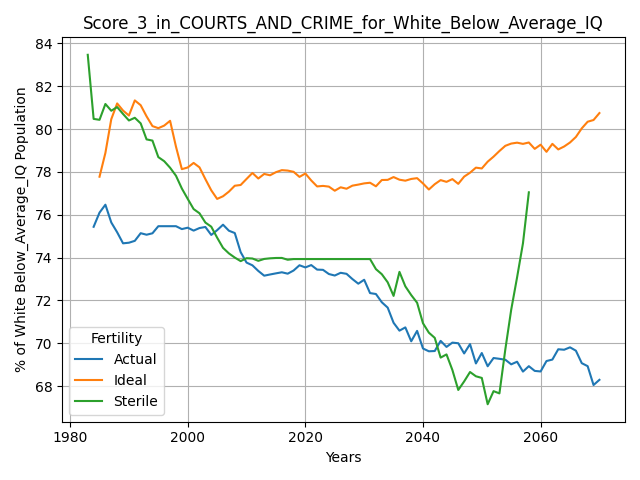 Score_3_in_COURTS_AND_CRIME_for_White_Below_Average_IQ
% of White Below_Average_IQ Population
84
82
80
78
76
74
72
70
68
Fertility
Actual
Ideal
Sterile
1980
2000
2020
2040
2060
Years